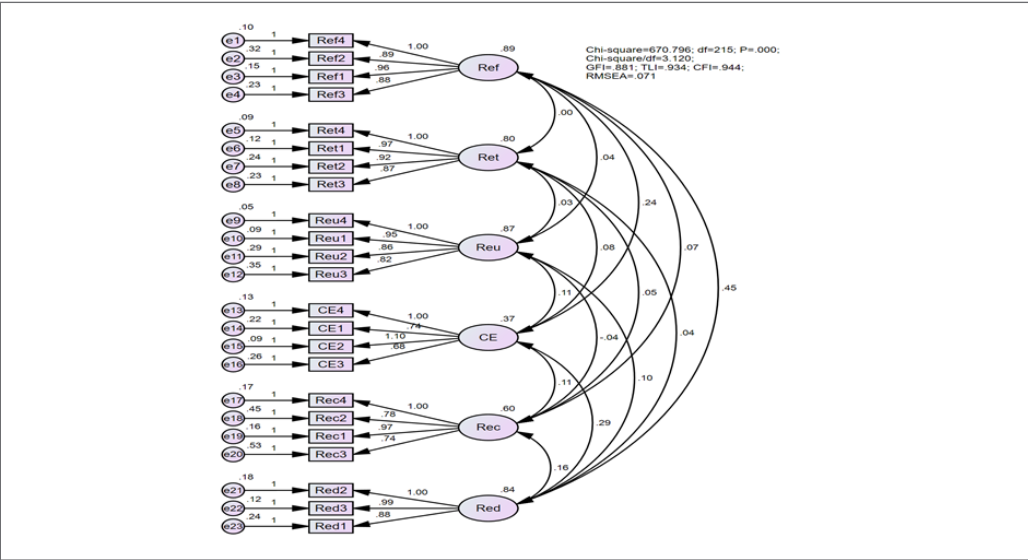 .10
e1 1 Ref4
.32
e2 1 Ref2
.15
e3 1 Ref1
.23
e4 1 Ref3
1.00
.89
.96
.88
.89
Ref
Chi-square=670.796; df=215; P=.000;
Chi-square/df=3.120;
GFI=.881; TLI=.934; CFI=.944;
RMSEA=.071
.09
e5 1 Ret4
.12
e6 1 Ret1
.24
e7 1 Ret2
.23
e8 1 Ret3
1.00
.97
.92
.87
.80
Ret
.05
e9 1 Reu4
.09
e10 1 Reu1
.29
e11 1 Reu2
.35
e12 1 Reu3
1.00
.95
.86
.82
.87
Reu
.13
e13 1 CE4
.22
e14 1 CE1
.09
e15 1 CE2
.26
e16 1 CE3
1.00
.74
1.10
.68
.37
CE
.17
e17 1 Rec4
.45
e18 1 Rec2
.16
e19 1 Rec1
.53
e20 1 Rec3
1.00
.78
.97
.74
.60
Rec
.18
e21 1 Red2
.12
e22 1 Red3
.24
e23 1 Red1
1.00
.99
.88
.84
Red
.00
.04
.03
.24
.08
.07
.11
.05
.45
-.04
.04
.11
.10
.29
.16